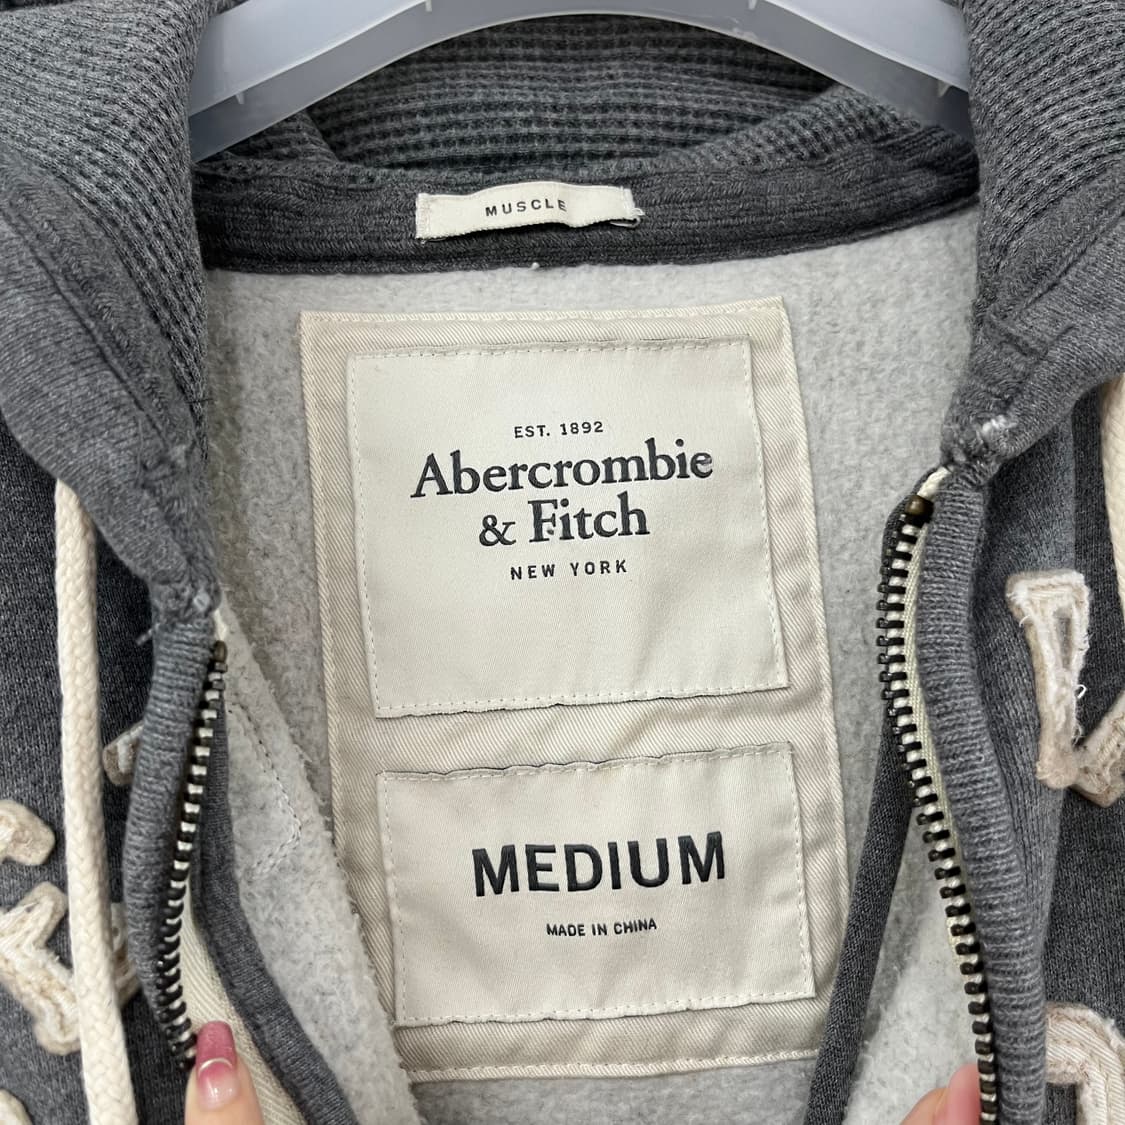 MUSCLE
EST. 1892
Abercrombie
& Fitch
NEW YORK
MEDIUM
MADE IN CHINA